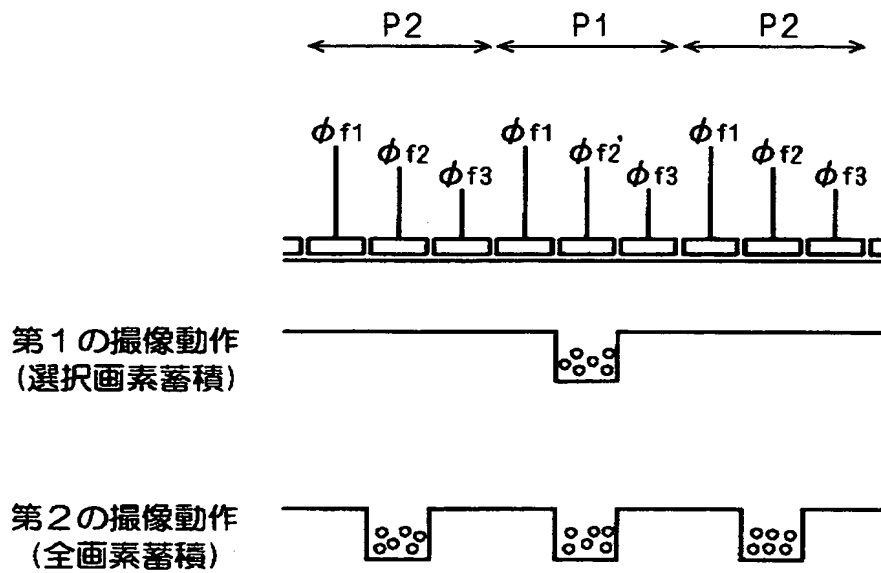 P2 P1 P2
φf1 φf2 φf3 φf1 φf2' φf3 φf1 φf2 φf3
第1の撮像動作
(選択画素蓄積)
第2の撮像動作
(全画素蓄積)